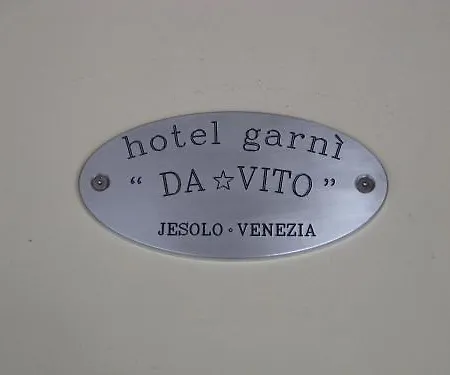 hotel garnì
“ DA☆VITO ”
JESOLO ∘ VENEZIA